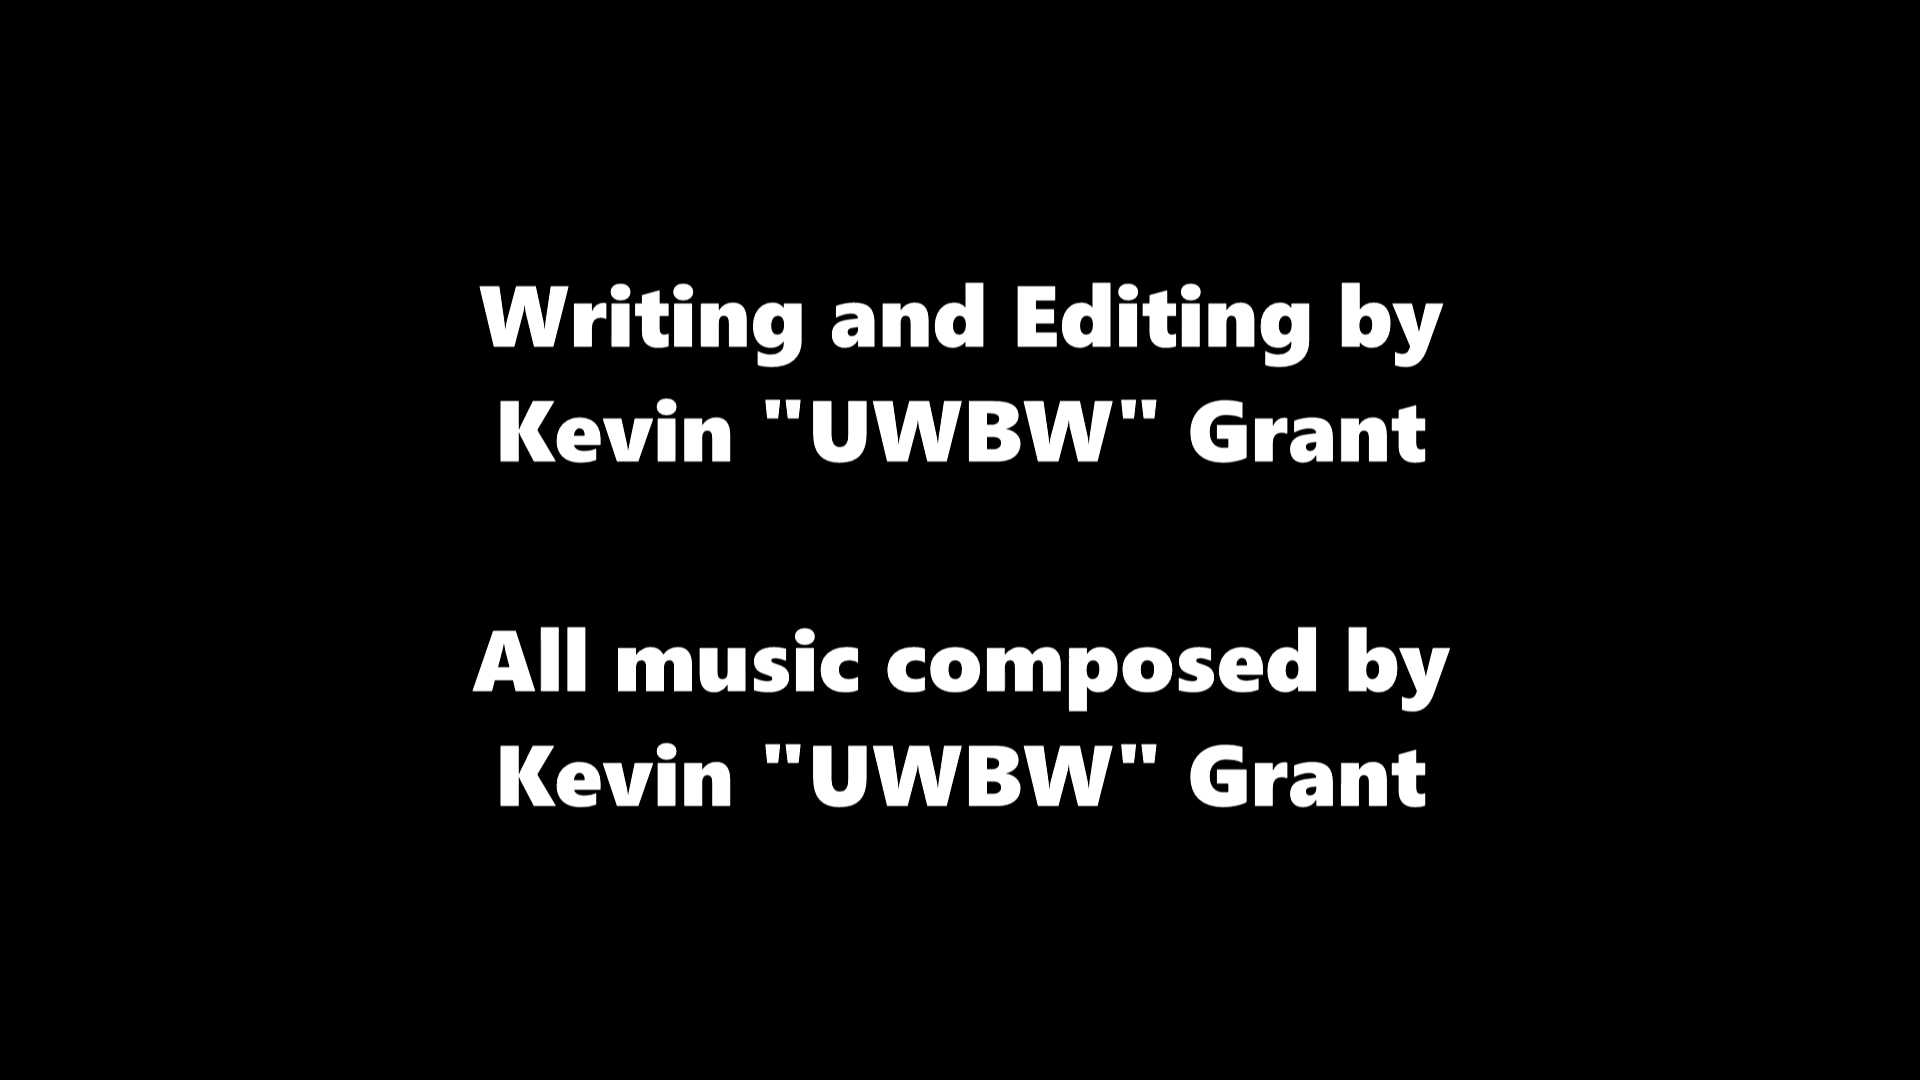 Writing and Editing by
Kevin "UWBW" Grant
All music composed by
Kevin "UWBW" Grant